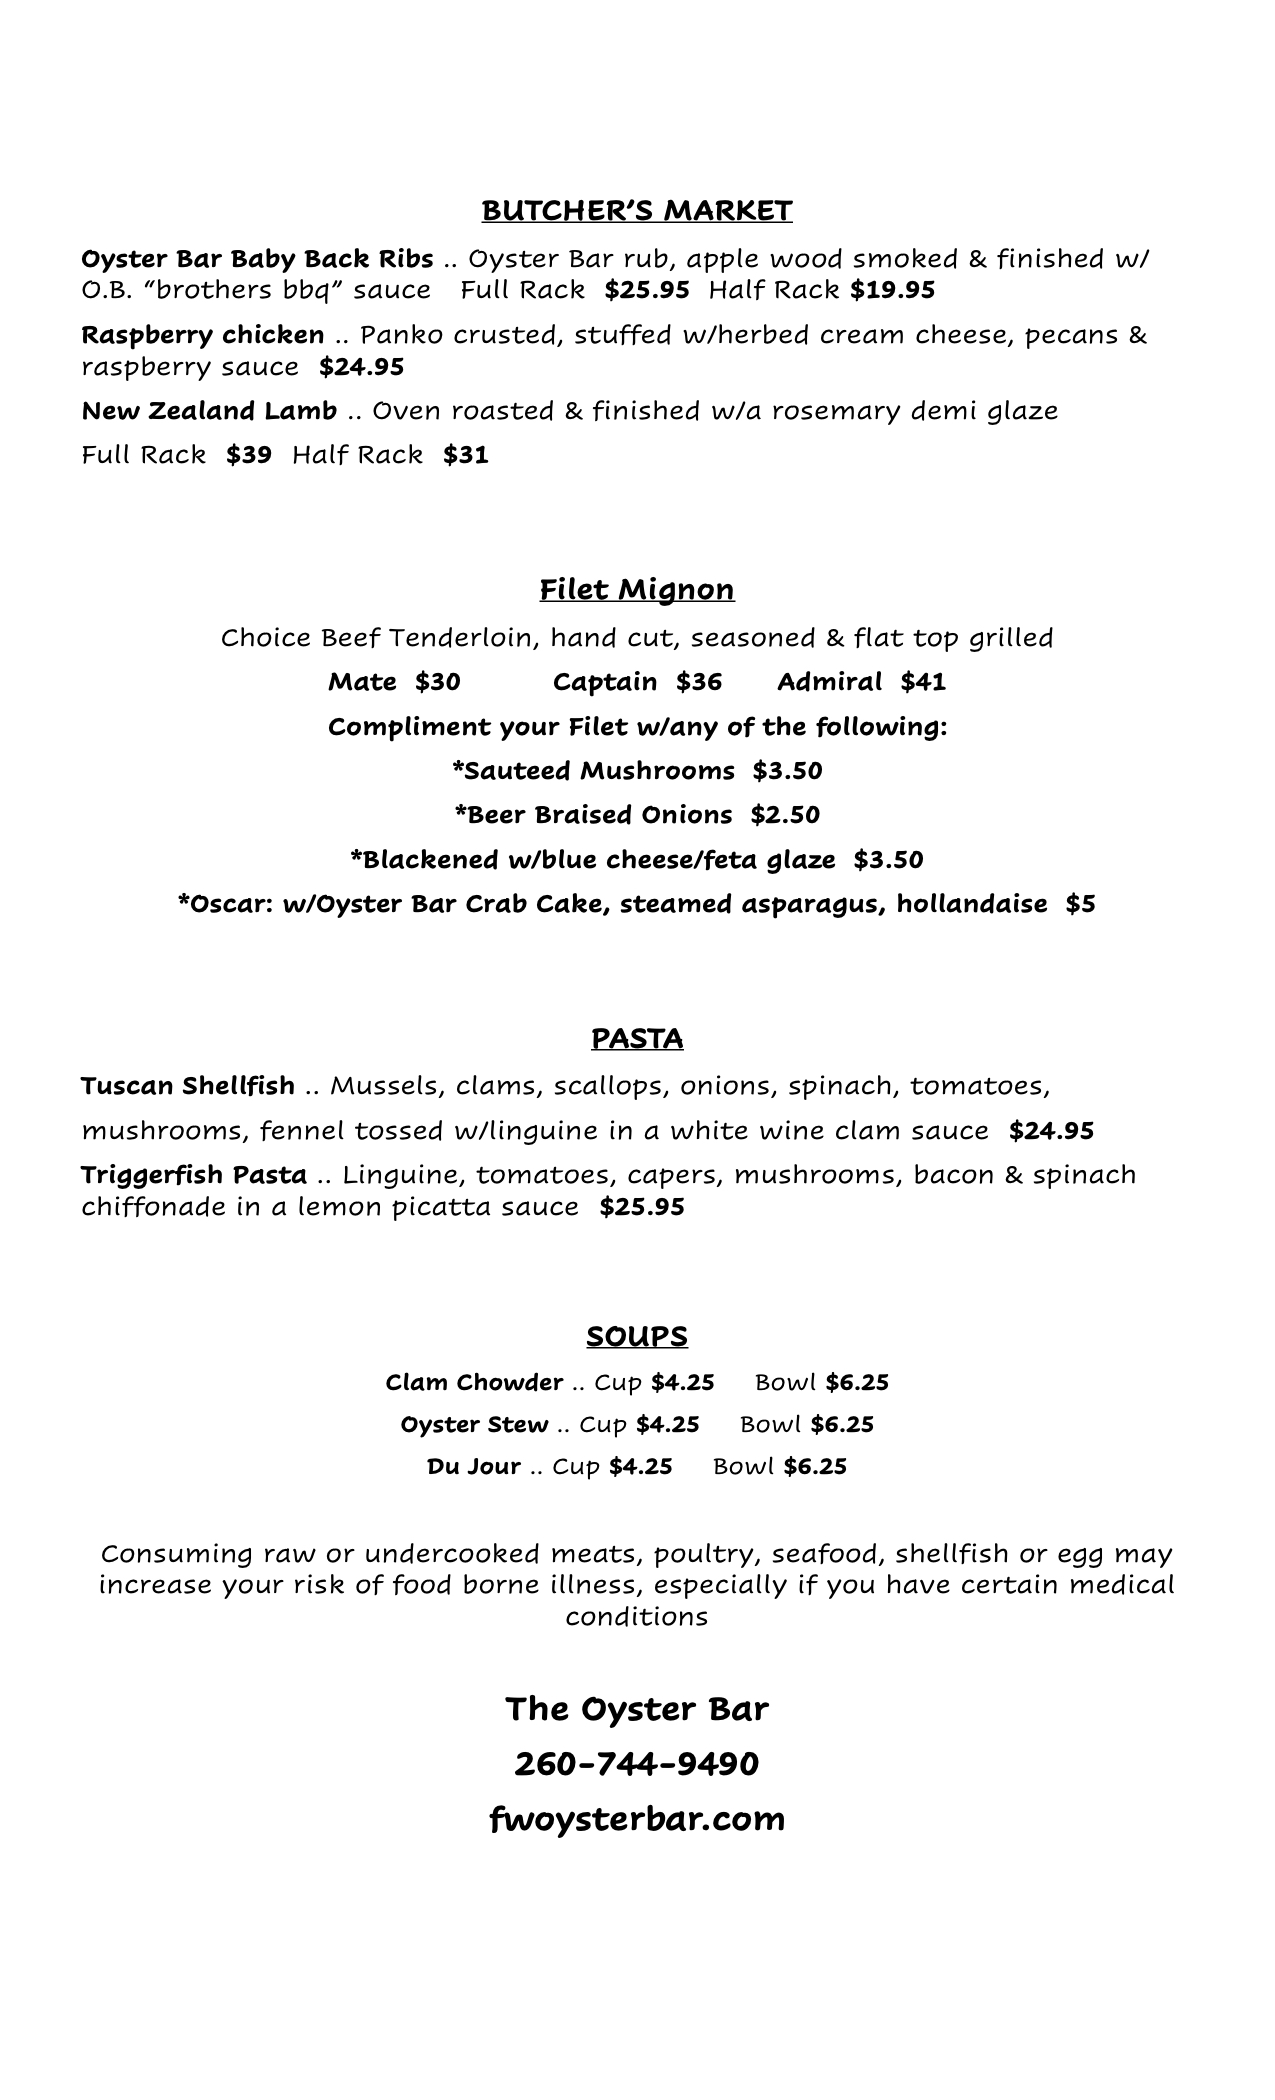 BUTCHER’S MARKET
Oyster Bar Baby Back Ribs .. Oyster Bar rub, apple wood smoked & finished w/
O.B. “brothers bbq” sauce Full Rack $25.95 Half Rack $19.95
Raspberry chicken .. Panko crusted, stuffed w/herbed cream cheese, pecans &
raspberry sauce $24.95
New Zealand Lamb .. Oven roasted & finished w/a rosemary demi glaze
Full Rack $39 Half Rack $31
Filet Mignon
Choice Beef Tenderloin, hand cut, seasoned & flat top grilled
Mate $30 Captain $36 Admiral $41
Compliment your Filet w/any of the following:
*Sauteed Mushrooms $3.50
*Beer Braised Onions $2.50
*Blackened w/blue cheese/feta glaze $3.50
*Oscar: w/Oyster Bar Crab Cake, steamed asparagus, hollandaise $5
PASTA
Tuscan Shellfish .. Mussels, clams, scallops, onions, spinach, tomatoes,
mushrooms, fennel tossed w/linguine in a white wine clam sauce $24.95
Triggerfish Pasta .. Linguine, tomatoes, capers, mushrooms, bacon & spinach
chiffonade in a lemon picatta sauce $25.95
SOUPS
Clam Chowder .. Cup $4.25 Bowl $6.25
Oyster Stew .. Cup $4.25 Bowl $6.25
Du Jour .. Cup $4.25 Bowl $6.25
Consuming raw or undercooked meats, poultry, seafood, shellfish or egg may
increase your risk of food borne illness, especially if you have certain medical
conditions
The Oyster Bar
260-744-9490
fwoysterbar.com